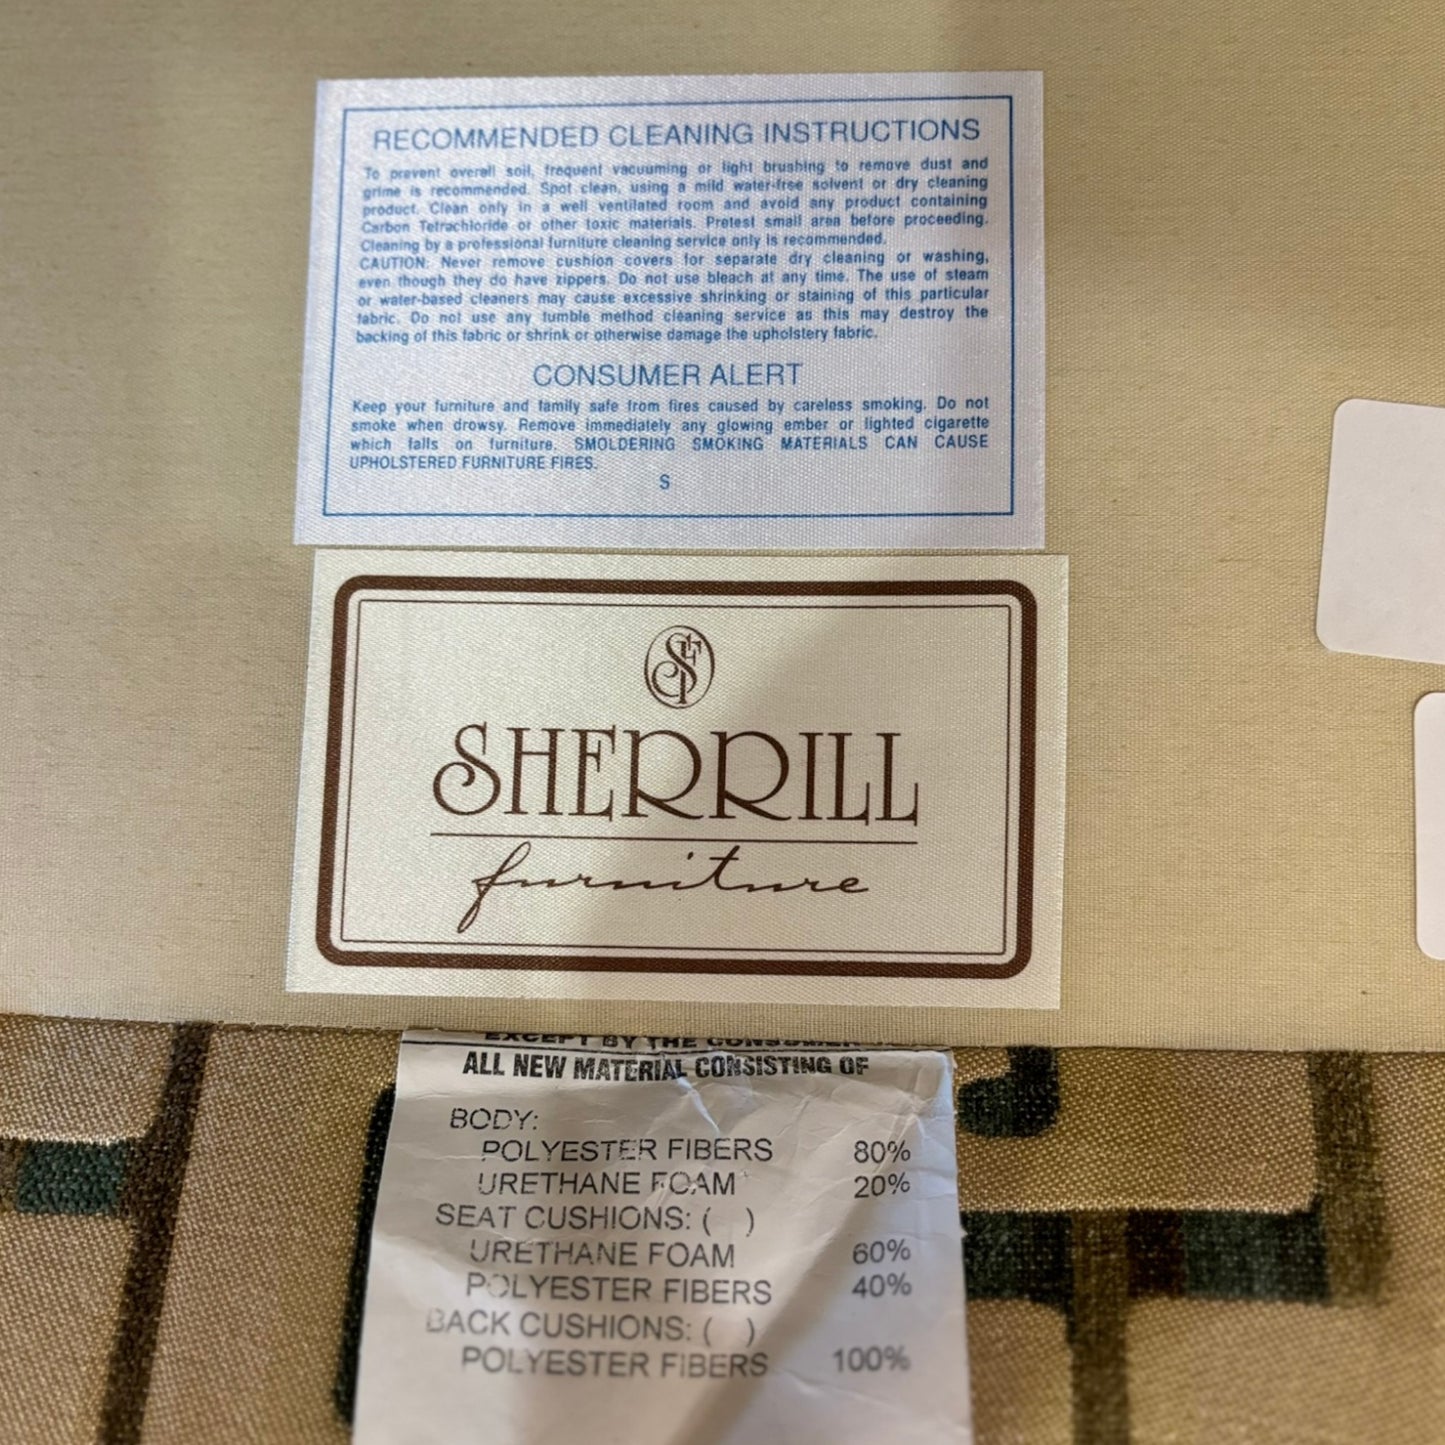 RECOMMENDED CLEANING INSTRUCTIONS
To prevent overall soil, frequent vacuuming or light brushing to remove dust and
grime is recommended. Spot clean, using a mild water-free solvent or dry cleaning
product. Clean only in a well ventilated room and avoid any product containing
Carbon Tetrachloride or other toxic materials. Pretest small area before proceeding.
Cleaning by a professional furniture cleaning service only is recommended.
CAUTION: Never remove cushion covers for separate dry cleaning or washing,
even though they do have zippers. Do not use bleach at any time. The use of steam
or water-based cleaners may cause excessive shrinking or staining of this particular
fabric. Do not use any tumble method cleaning service as this may destroy the
backing of this fabric or shrink or otherwise damage the upholstery fabric.
CONSUMER ALERT
Keep your furniture and family safe from fires caused by careless smoking. Do not
smoke when drowsy. Remove immediately any glowing ember or lighted cigarette
which falls on furniture. SMOLDERING SMOKING MATERIALS CAN CAUSE
UPHOLSTERED FURNITURE FIRES.
S
SF
SHERRILL
furniture
EXCEPT BY THE CONSUMER
ALL NEW MATERIAL CONSISTING OF
BODY:
POLYESTER FIBERS 80%
URETHANE FOAM 20%
SEAT CUSHIONS: ( )
URETHANE FOAM 60%
POLYESTER FIBERS 40%
BACK CUSHIONS: ( )
POLYESTER FIBERS 100%